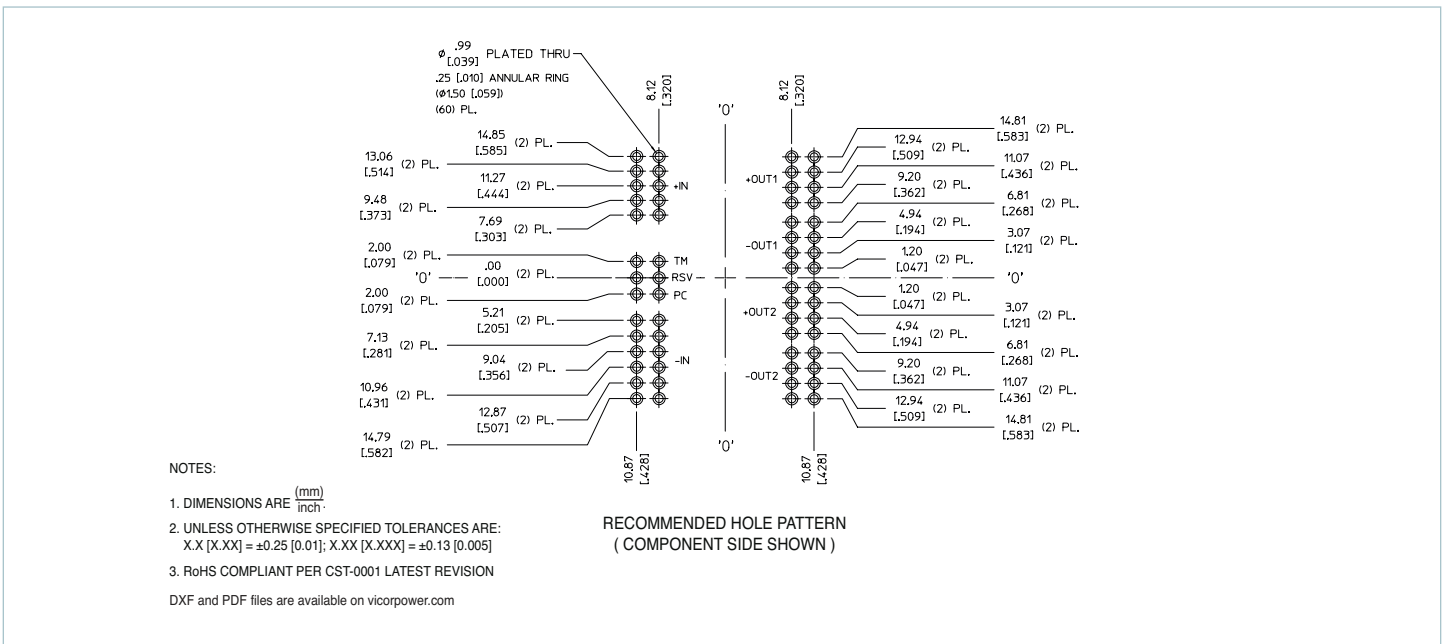 ø .99 [.039] PLATED THRU
.25 [.010] ANNULAR RING
(ø1.50 [.059])
(60) PL.
8.12 [.320]
8.12 [.320]
'0'
14.85 [.585] (2) PL.
13.06 [.514] (2) PL.
11.27 [.444] (2) PL.
+IN
9.48 [.373] (2) PL.
7.69 [.303] (2) PL.
2.00 [.079] (2) PL.
TM
'0'
.00 [.000] (2) PL.
RSV
2.00 [.079] (2) PL.
PC
5.21 [.205] (2) PL.
7.13 [.281] (2) PL.
9.04 [.356] (2) PL.
-IN
10.96 [.431] (2) PL.
12.87 [.507] (2) PL.
14.79 [.582] (2) PL.
10.87 [.428]
14.81 [.583] (2) PL.
12.94 [.509] (2) PL.
+OUT1
11.07 [.436] (2) PL.
9.20 [.362] (2) PL.
6.81 [.268] (2) PL.
4.94 [.194] (2) PL.
-OUT1
3.07 [.121] (2) PL.
1.20 [.047] (2) PL.
'0'
1.20 [.047] (2) PL.
+OUT2
3.07 [.121] (2) PL.
4.94 [.194] (2) PL.
6.81 [.268] (2) PL.
9.20 [.362] (2) PL.
-OUT2
11.07 [.436] (2) PL.
12.94 [.509] (2) PL.
14.81 [.583] (2) PL.
'0'
10.87 [.428]
NOTES:
1. DIMENSIONS ARE (mm) inch.
2. UNLESS OTHERWISE SPECIFIED TOLERANCES ARE:
X.X [X.XX] = ±0.25 [0.01]; X.XX [X.XXX] = ±0.13 [0.005]
3. RoHS COMPLIANT PER CST-0001 LATEST REVISION
DXF and PDF files are available on vicorpower.com
RECOMMENDED HOLE PATTERN
( COMPONENT SIDE SHOWN )